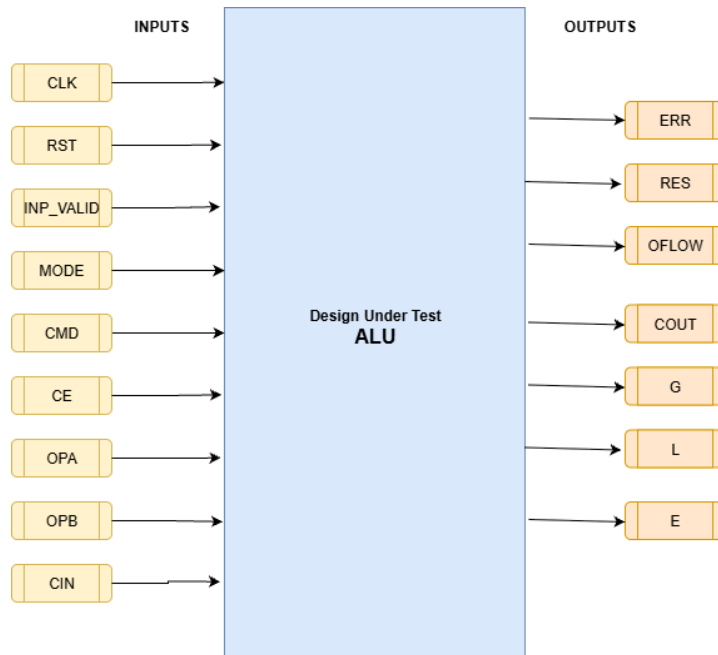 INPUTS
OUTPUTS
CLK
RST
INP_VALID
MODE
CMD
CE
OPA
OPB
CIN
Design Under Test
ALU
ERR
RES
OFLOW
COUT
G
L
E